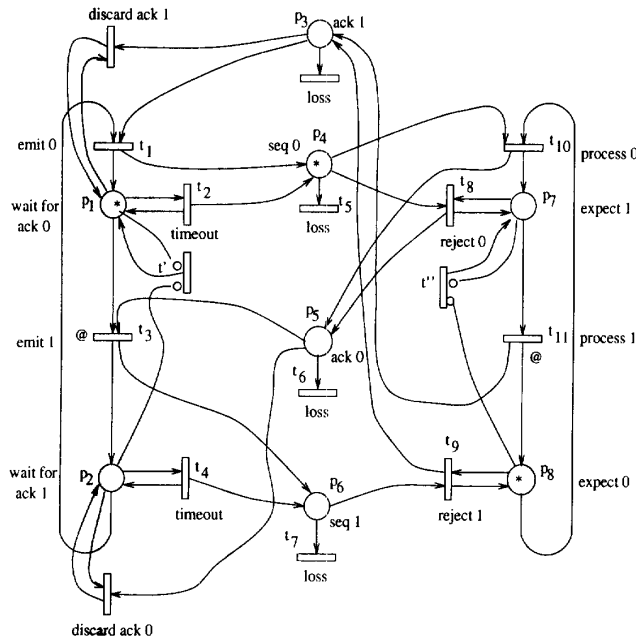 discard ack 1
p3 ack 1
loss
emit 0
t1
seq 0
p4
*
t10
process 0
wait for
ack 0
p1
*
t2
timeout
t5
loss
t8
reject 0
p7
expect 1
t'
t''
emit 1
@
t3
p5
ack 0
t6
loss
t11
@
process 1
wait for
ack 1
p2
t4
timeout
p6
seq 1
t7
loss
t9
reject 1
p8
*
expect 0
discard ack 0